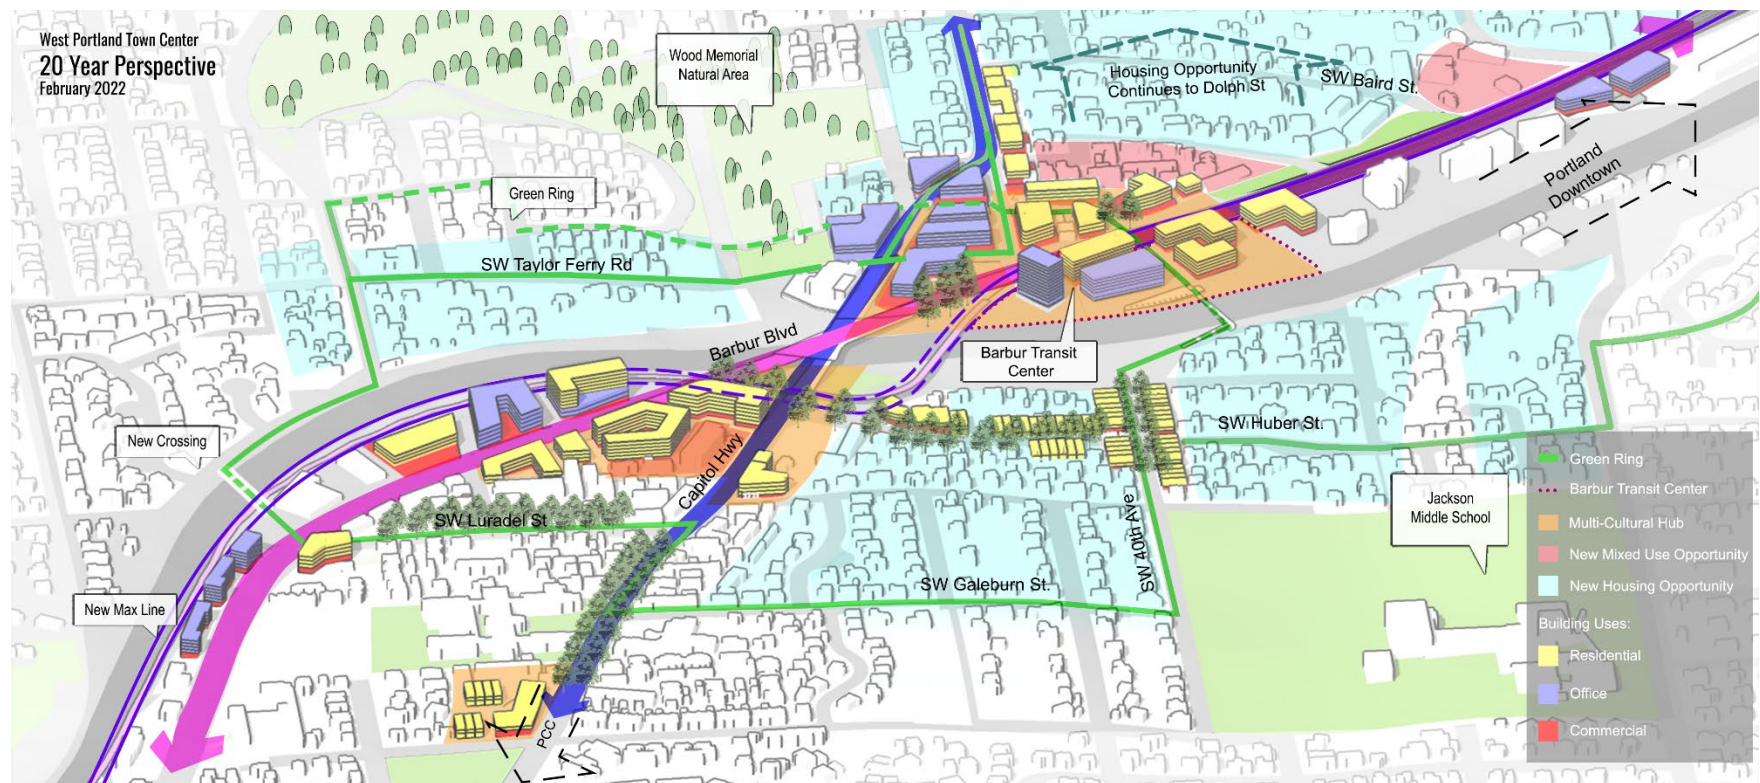 West Portland Town Center
20 Year Perspective
February 2022
Wood Memorial
Natural Area
Housing Opportunity
Continues to Dolph St
SW Baird St.
Portland
Downtown
Green Ring
SW Taylor Ferry Rd
Barbur Blvd
Barbur Transit
Center
New Crossing
SW Huber St.
Capitol Hwy
SW Luradel St
Jackson
Middle School
SW 40th Ave
SW Galeburn St.
New Max Line
PCC
Green Ring
Barbur Transit Center
Multi-Cultural Hub
New Mixed Use Opportunity
New Housing Opportunity
Building Uses:
Residential
Office
Commercial